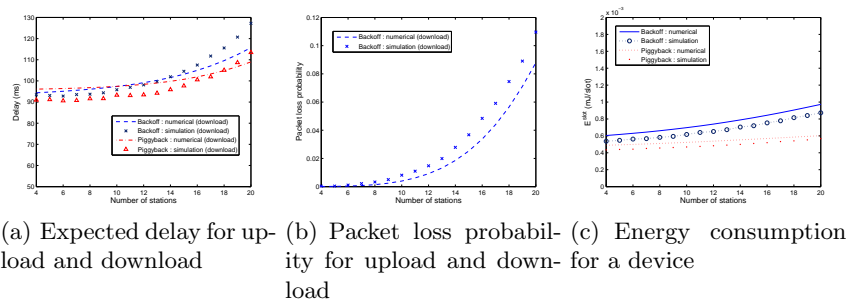 130
120
110
100
90
80
70
60
50
4 6 8 10 12 14 16 18 20
Delay (ms)
Number of stations
Backoff : numerical (download)
Backoff : simulation (download)
Piggyback : numerical (download)
Piggyback : simulation (download)
0.12
0.1
0.08
0.06
0.04
0.02
0
4 6 8 10 12 14 16 18 20
Packet loss probability
Number of stations
Backoff : numerical (download)
Backoff : simulation (download)
x 10⁻³
2
1.8
1.6
1.4
1.2
1
0.8
0.6
0.4
0.2
0
4 6 8 10 12 14 16 18 20
E^slot (mJ/slot)
Number of stations
Backoff : numerical
Backoff : simulation
Piggyback : numerical
Piggyback : simulation
(a) Expected delay for up-
load and download
(b) Packet loss probabil-
ity for upload and down-
load
(c) Energy consumption
for a device